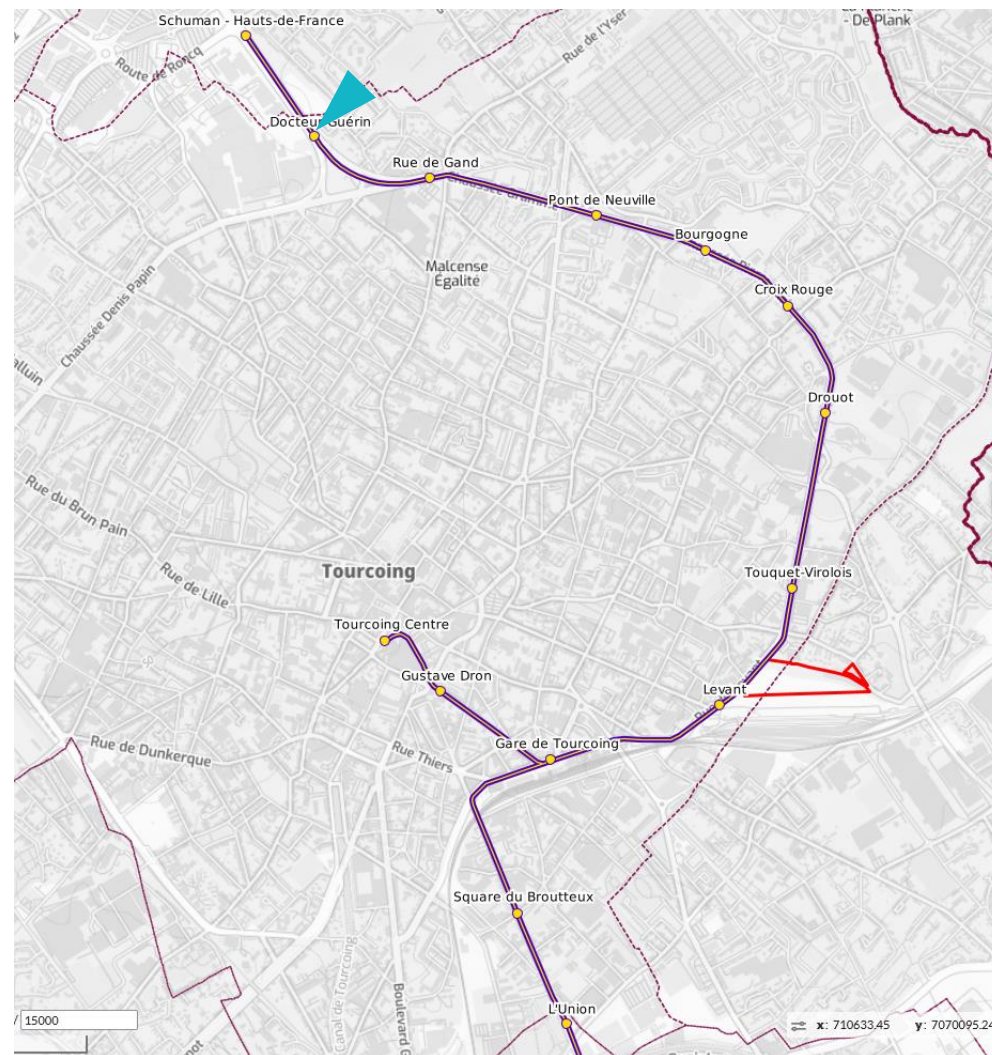 - De Plank
Schuman - Hauts-de-France
Rue de l'Yser
Route de Roncq
Docteur Guérin
Rue de Gand
Pont de Neuville
Bourgogne
Malcense
Égalité
Croix Rouge
Chaussée Denis Papin
Drouot
Rue du Brun Pain
Tourcoing
Touquet-Virolois
Rue de Lille
Tourcoing Centre
Gustave Dron
Levant
Rue de Dunkerque
Rue Thiers
Gare de Tourcoing
Square du Broutteux
Canal de Tourcoing
Boulevard G
L'Union
15000
x: 710633.45 y: 7070095.24